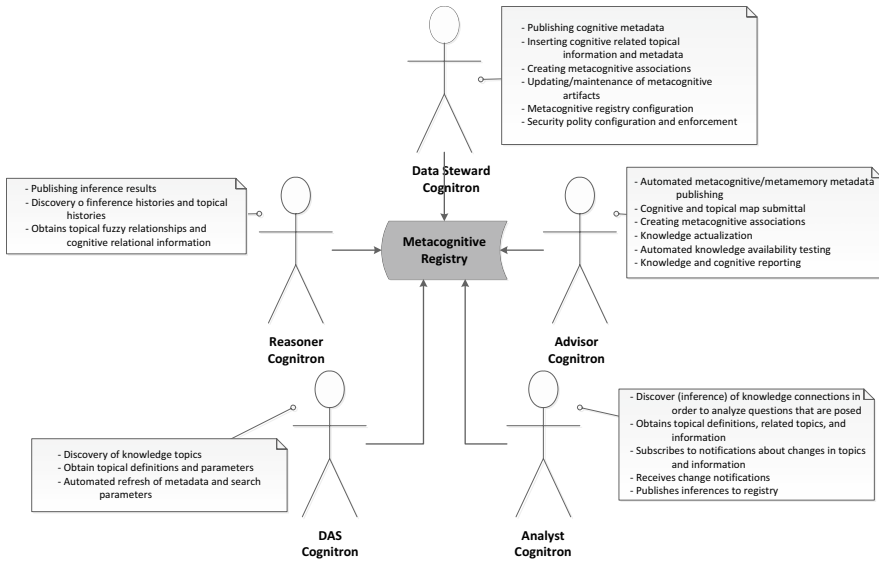 - Publishing cognitive metadata
- Inserting cognitive related topical
information and metadata
- Creating metacognitive associations
- Updating/maintenance of metacognitive
artifacts
- Metacognitive registry configuration
- Security polity configuration and enforcement
Data Steward
Cognitron
- Publishing inference results
- Discovery o finference histories and topical
histories
- Obtains topical fuzzy relationships and
cognitive relational information
Reasoner
Cognitron
Metacognitive
Registry
- Automated metacognitive/metamemory metadata
publishing
- Cognitive and topical map submittal
- Creating metacognitive associations
- Knowledge actualization
- Automated knowledge availability testing
- Knowledge and cognitive reporting
Advisor
Cognitron
- Discovery of knowledge topics
- Obtain topical definitions and parameters
- Automated refresh of metadata and search
parameters
DAS
Cognitron
- Discover (inference) of knowledge connections in
order to analyze questions that are posed
- Obtains topical definitions, related topics, and
information
- Subscribes to notifications about changes in topics
and information
- Receives change notifications
- Publishes inferences to registry
Analyst
Cognitron